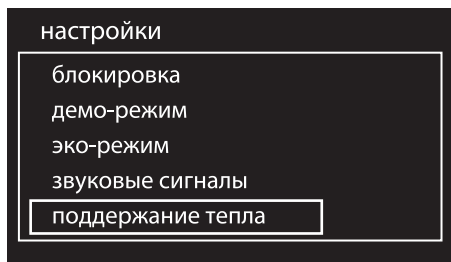 настройки
блокировка
демо-режим
эко-режим
звуковые сигналы
поддержание тепла